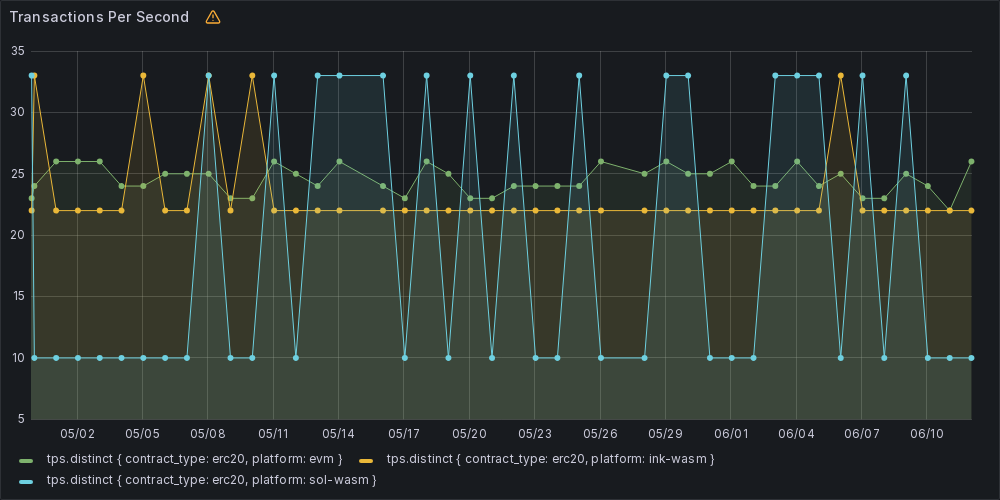 Transactions Per Second
35
30
25
20
15
10
5
05/02 05/05 05/08 05/11 05/14 05/17 05/20 05/23 05/26 05/29 06/01 06/04 06/07 06/10
tps.distinct { contract_type: erc20, platform: evm } tps.distinct { contract_type: erc20, platform: ink-wasm }
tps.distinct { contract_type: erc20, platform: sol-wasm }